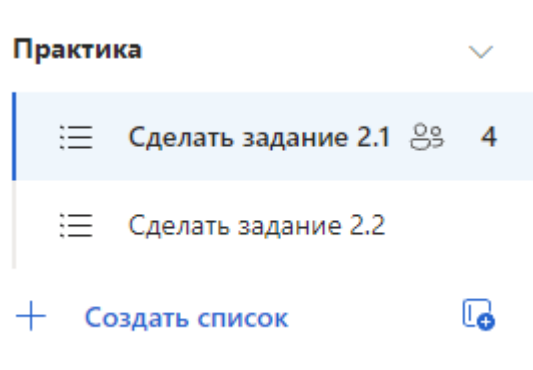 Практика
Сделать задание 2.1 4
Сделать задание 2.2
Создать список